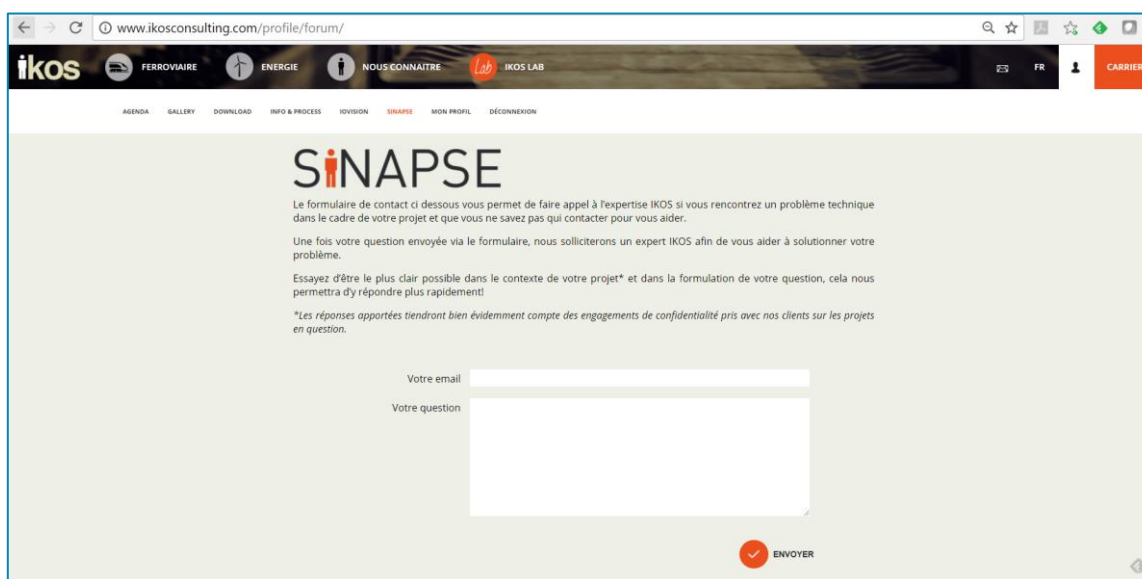 www.ikosconsulting.com/profile/forum/
ikos FERROVIAIRE ENERGIE NOUS CONNAITRE Lab IKOS LAB FR CARRIER
AGENDA GALLERY DOWNLOAD INFO & PROCESS IOVISION SINAPSE MON PROFIL DÉCONNEXION
SiNAPSE
Le formulaire de contact ci dessous vous permet de faire appel à l'expertise IKOS si vous rencontrez un problème technique
dans le cadre de votre projet et que vous ne savez pas qui contacter pour vous aider.
Une fois votre question envoyée via le formulaire, nous solliciterons un expert IKOS afin de vous aider à solutionner votre
problème.
Essayez d'être le plus clair possible dans le contexte de votre projet* et dans la formulation de votre question, cela nous
permettra d'y répondre plus rapidement!
*Les réponses apportées tiendront bien évidemment compte des engagements de confidentialité pris avec nos clients sur les projets
en question.
Votre email
Votre question
ENVOYER